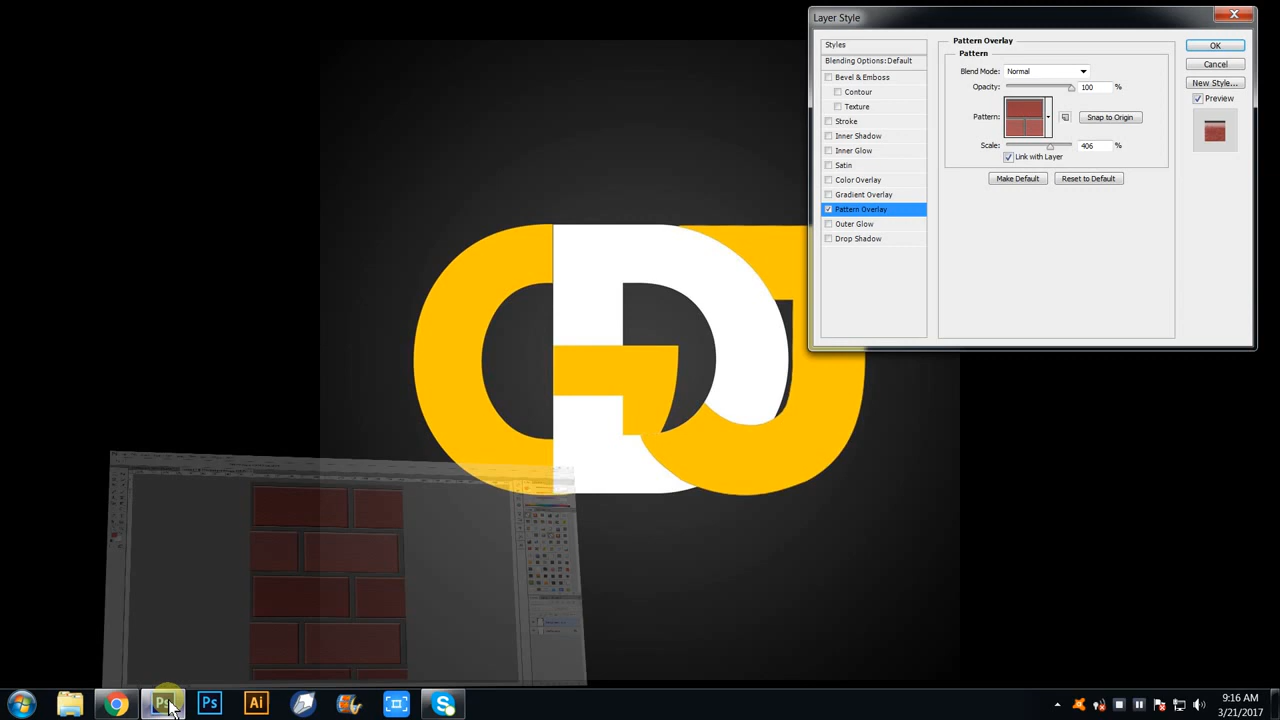 Layer Style
Styles
Blending Options:Default
Bevel & Emboss
Contour
Texture
Stroke
Inner Shadow
Inner Glow
Satin
Color Overlay
Gradient Overlay
Pattern Overlay
Outer Glow
Drop Shadow
Pattern Overlay
Pattern
Blend Mode: Normal
Opacity: 100 %
Pattern:
Snap to Origin
Scale: 406 %
Link with Layer
Make Default
Reset to Default
OK
Cancel
New Style...
Preview
Ps
Ps
Ai
S
9:16 AM
3/21/2017